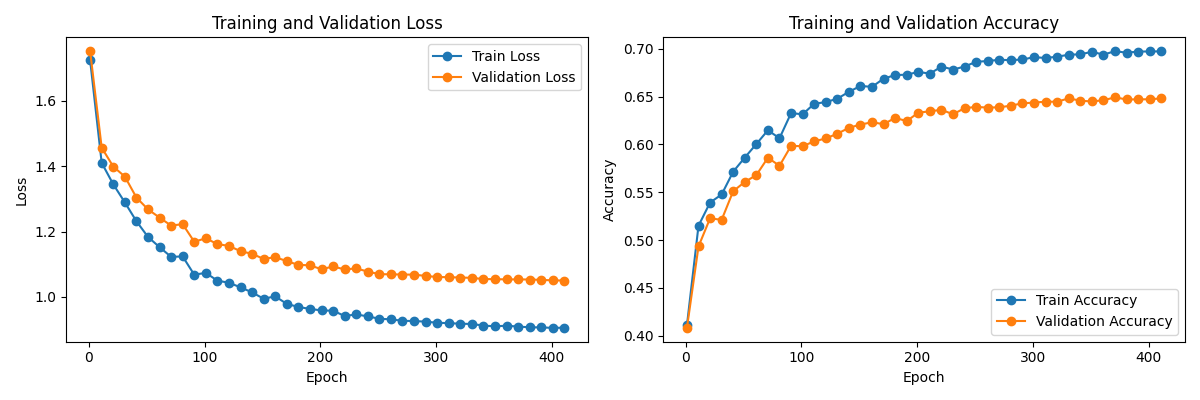 Training and Validation Loss
Train Loss
Validation Loss
Loss
1.6
1.4
1.2
1.0
0
100
200
300
400
Epoch
Training and Validation Accuracy
Accuracy
0.70
0.65
0.60
0.55
0.50
0.45
0.40
Train Accuracy
Validation Accuracy
0
100
200
300
400
Epoch